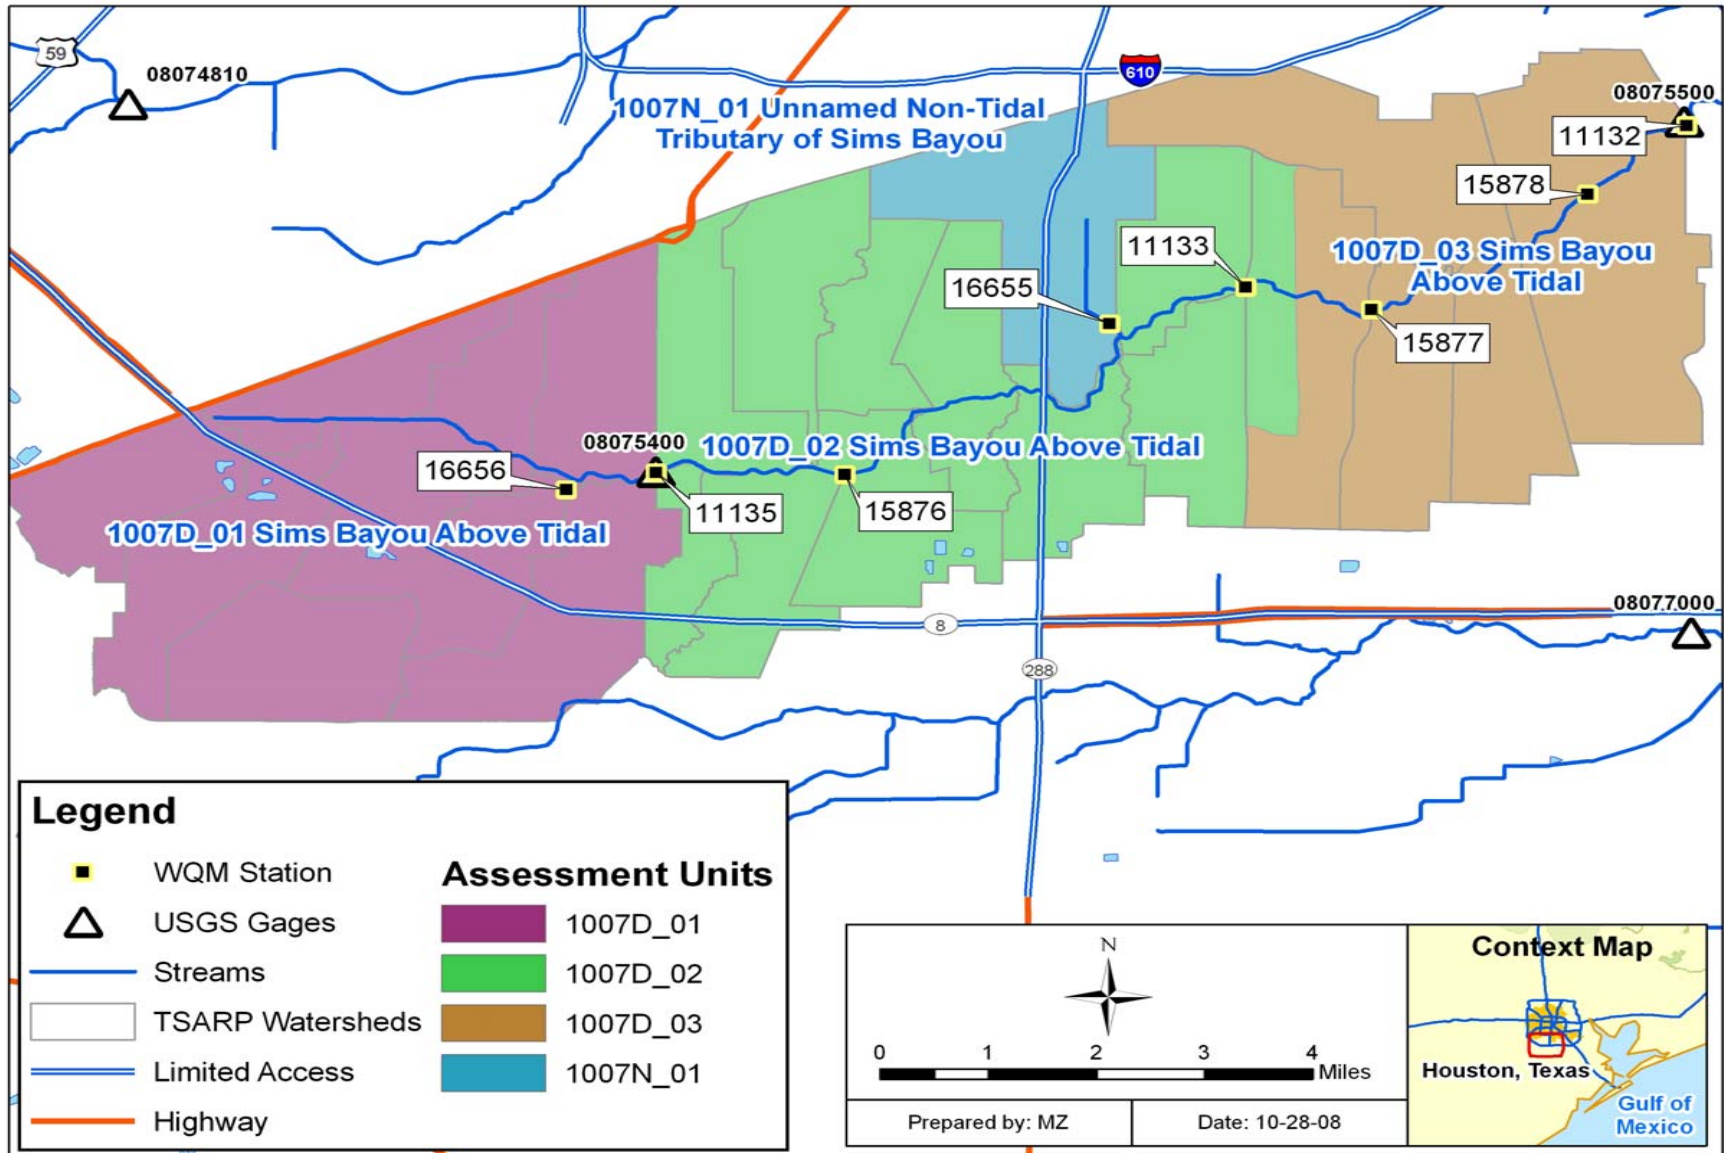 59
08074810
610
1007N_01 Unnamed Non-Tidal
Tributary of Sims Bayou
08075500
11132
15878
11133
1007D_03 Sims Bayou
Above Tidal
16655
15877
08075400
1007D_02 Sims Bayou Above Tidal
16656
11135
15876
1007D_01 Sims Bayou Above Tidal
08077000
8
288
Legend
WQM Station
USGS Gages
Streams
TSARP Watersheds
Limited Access
Highway
Assessment Units
1007D_01
1007D_02
1007D_03
1007N_01
N
0 1 2 3 4
Miles
Prepared by: MZ
Date: 10-28-08
Context Map
Houston, Texas
Gulf of
Mexico